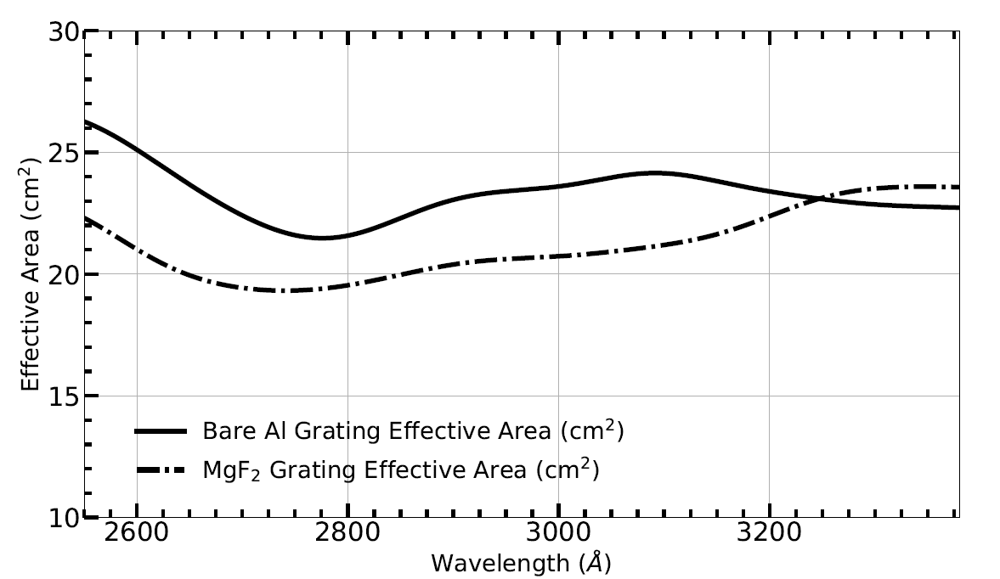 30
25
20
15
10
Effective Area (cm²)
Bare Al Grating Effective Area (cm²)
MgF₂ Grating Effective Area (cm²)
2600 2800 3000 3200
Wavelength (Å)